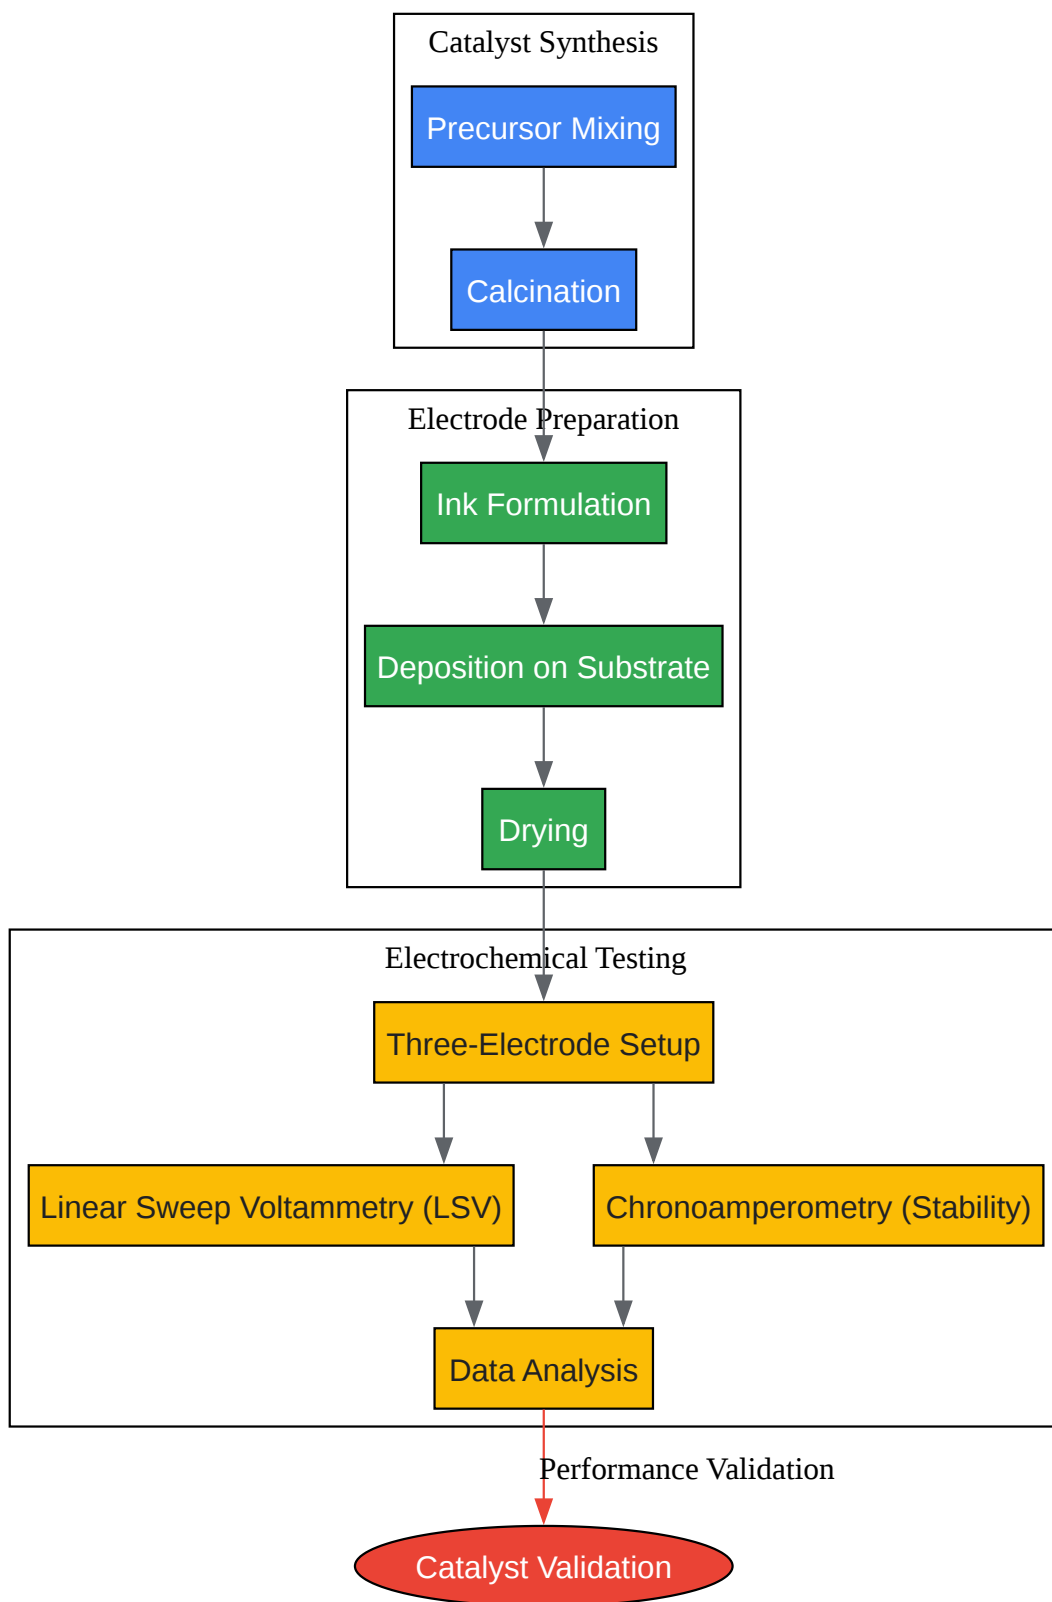 Catalyst Synthesis
Precursor Mixing
Calcination
Electrode Preparation
Ink Formulation
Deposition on Substrate
Drying
Electrochemical Testing
Three-Electrode Setup
Linear Sweep Voltammetry (LSV)
Chronoamperometry (Stability)
Data Analysis
Performance Validation
Catalyst Validation